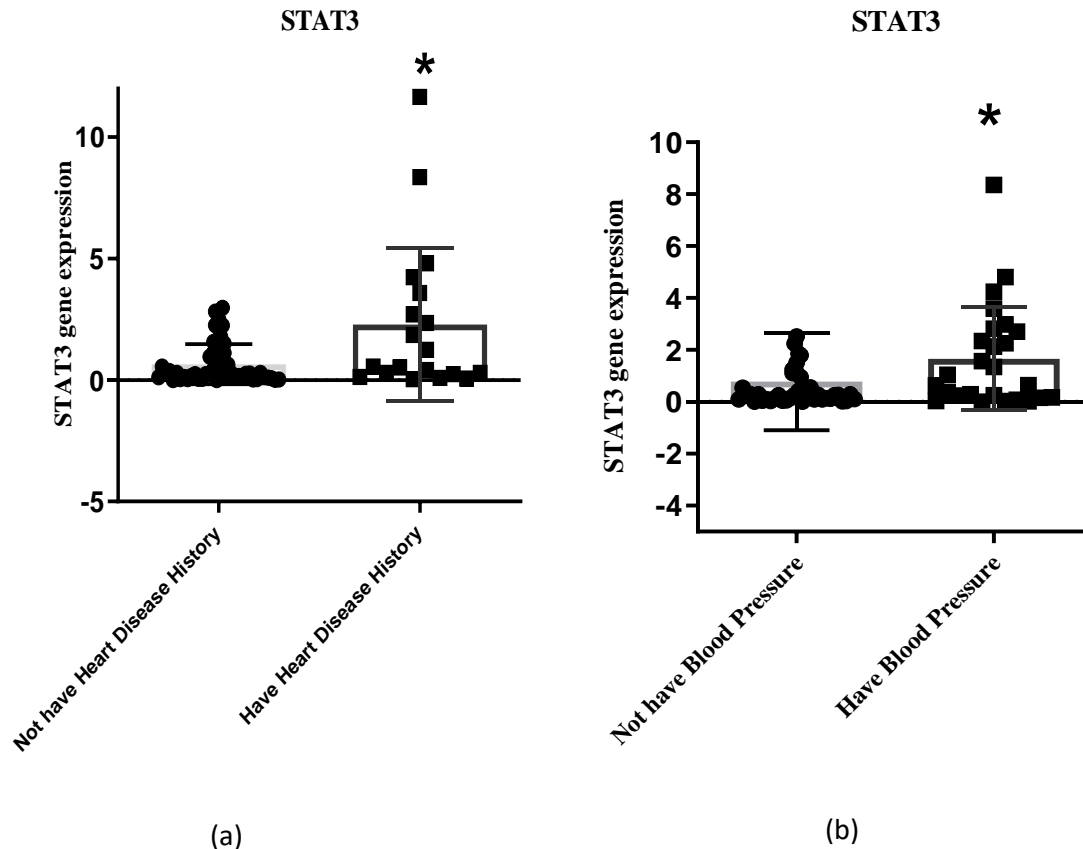 STAT3
*
10
5
0
-5
STAT3 gene expression
Not have Heart Disease History
Have Heart Disease History
(a)
STAT3
*
10
8
6
4
2
0
-2
-4
STAT3 gene expression
Not have Blood Pressure
Have Blood Pressure
(b)